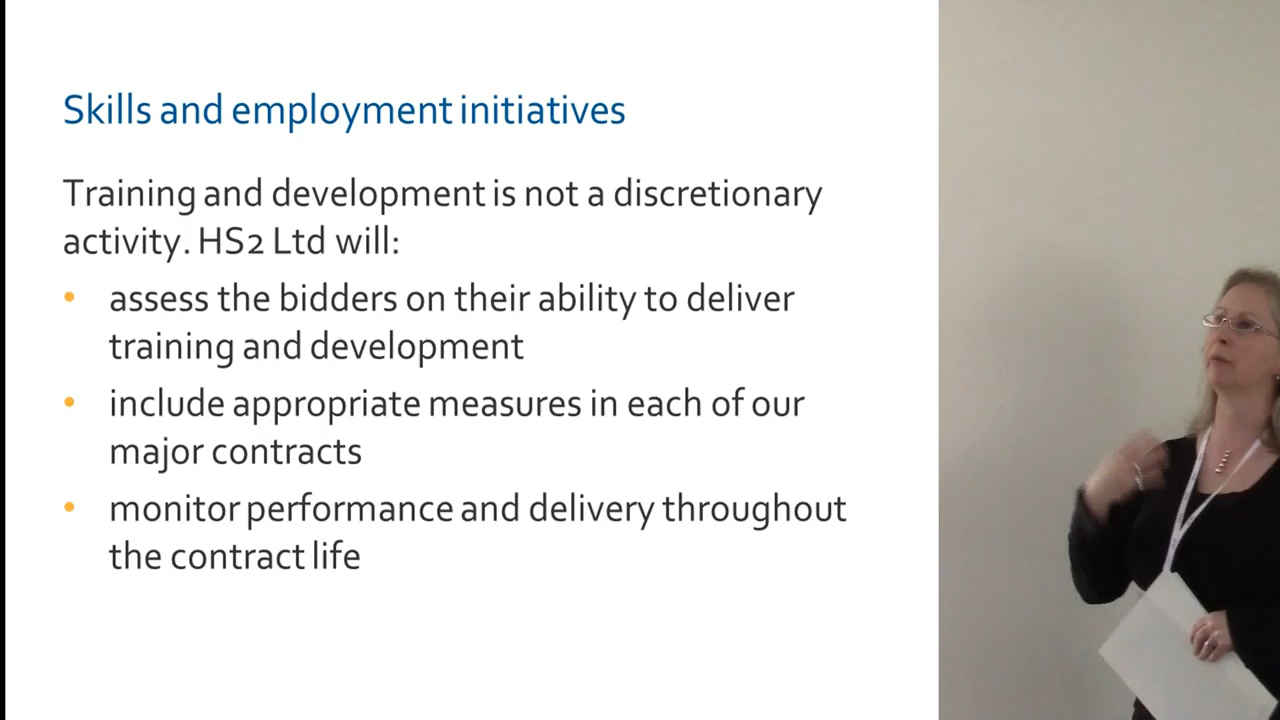 Skills and employment initiatives
Training and development is not a discretionary
activity. HS2 Ltd will:
• assess the bidders on their ability to deliver
training and development
• include appropriate measures in each of our
major contracts
• monitor performance and delivery throughout
the contract life